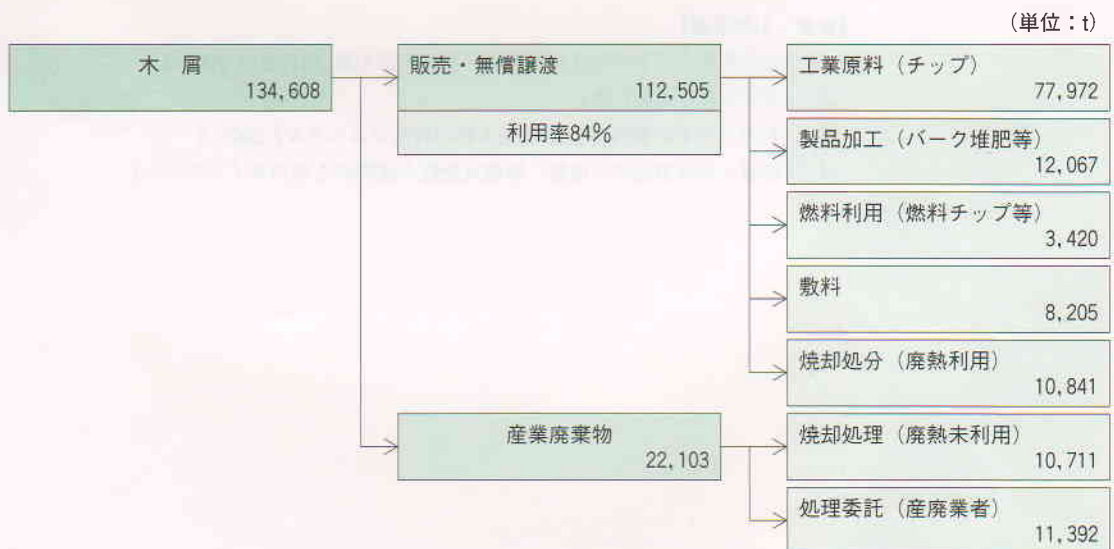 (単位：t)
木 屑
134,608
販売・無償譲渡
112,505
利用率84％
工業原料（チップ）
77,972
製品加工（バーク堆肥等）
12,067
燃料利用（燃料チップ等）
3,420
敷料
8,205
焼却処分（廃熱利用）
10,841
産業廃棄物
22,103
焼却処理（廃熱未利用）
10,711
処理委託（産廃業者）
11,392